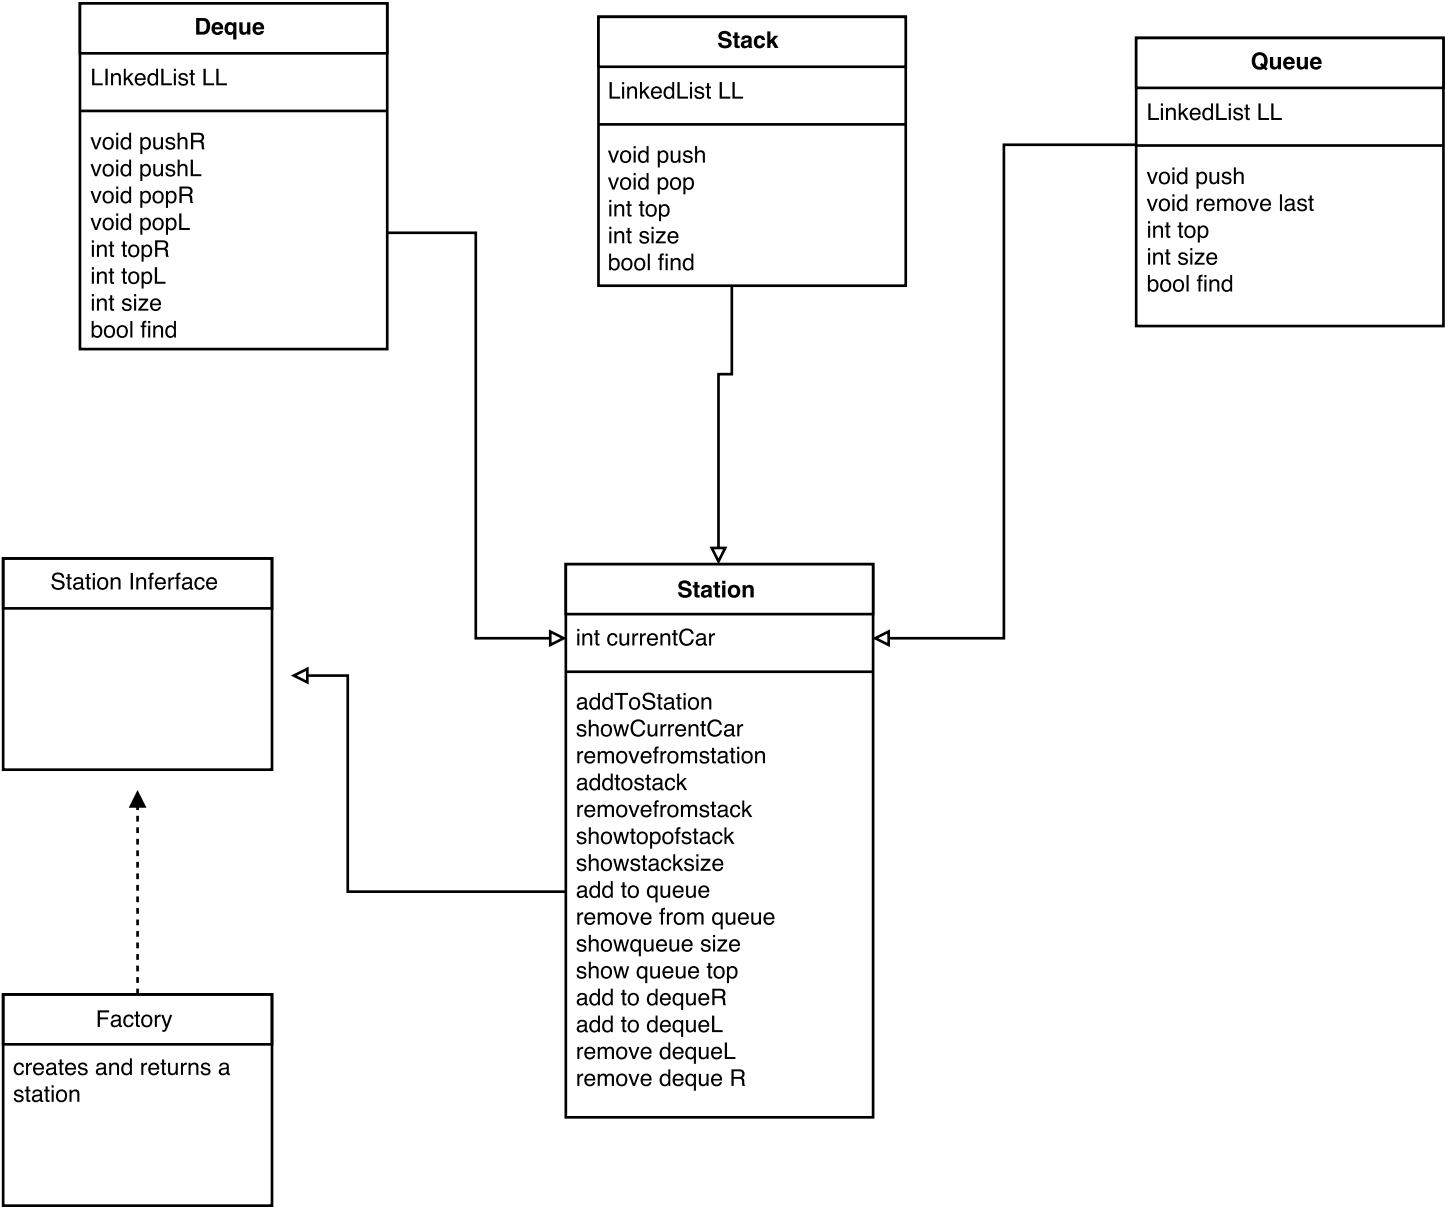 Deque
LInkedList LL
void pushR
void pushL
void popR
void popL
int topR
int topL
int size
bool find
Stack
LinkedList LL
void push
void pop
int top
int size
bool find
Queue
LinkedList LL
void push
void remove last
int top
int size
bool find
Station Inferface
Station
int currentCar
addToStation
showCurrentCar
removefromstation
addtostack
removefromstack
showtopofstack
showstacksize
add to queue
remove from queue
showqueue size
show queue top
add to dequeR
add to dequeL
remove dequeL
remove deque R
Factory
creates and returns a
station